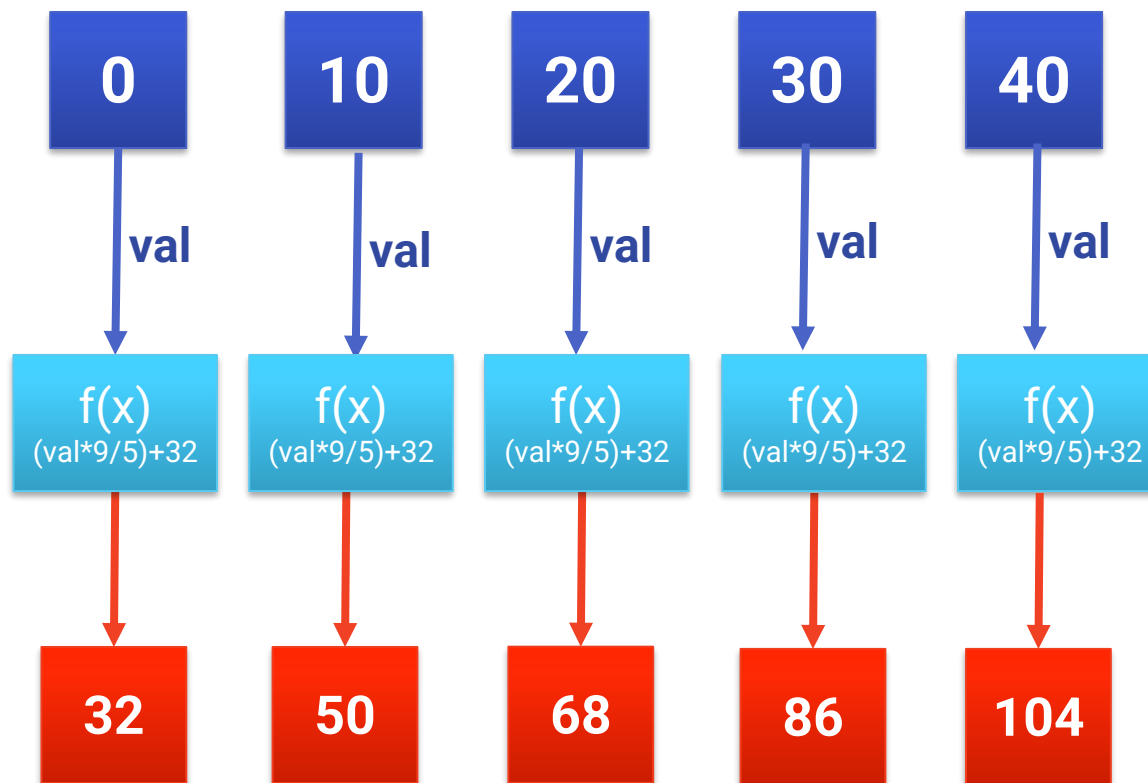 0 10 20 30 40
val val val val val
f(x) f(x) f(x) f(x) f(x)
(val*9/5)+32 (val*9/5)+32 (val*9/5)+32 (val*9/5)+32 (val*9/5)+32
32 50 68 86 104